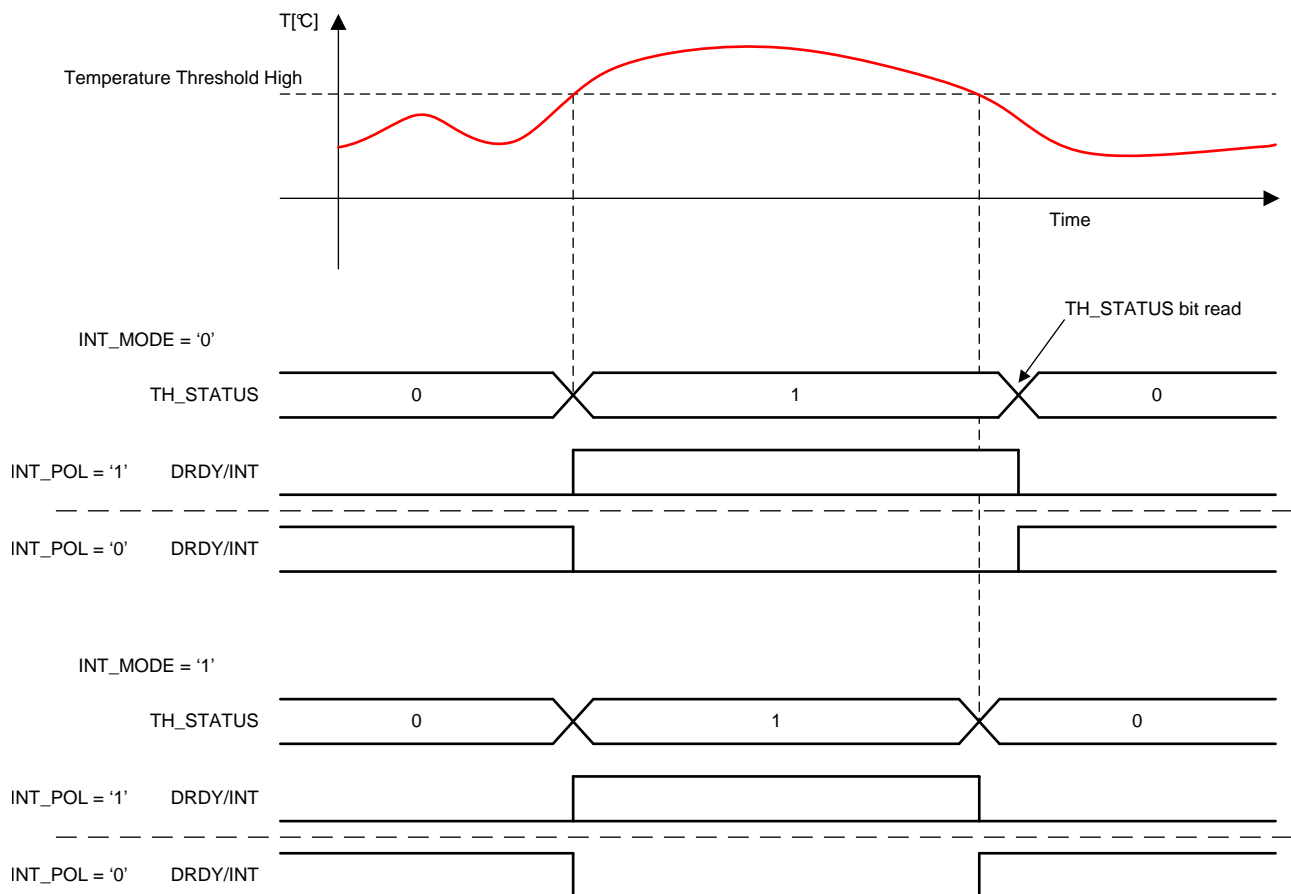 T[℃]
Temperature Threshold High
Time
TH_STATUS bit read
INT_MODE = ‘0’
TH_STATUS 0 1 0
INT_POL = ‘1’ DRDY/INT
INT_POL = ‘0’ DRDY/INT
INT_MODE = ‘1’
TH_STATUS 0 1 0
INT_POL = ‘1’ DRDY/INT
INT_POL = ‘0’ DRDY/INT